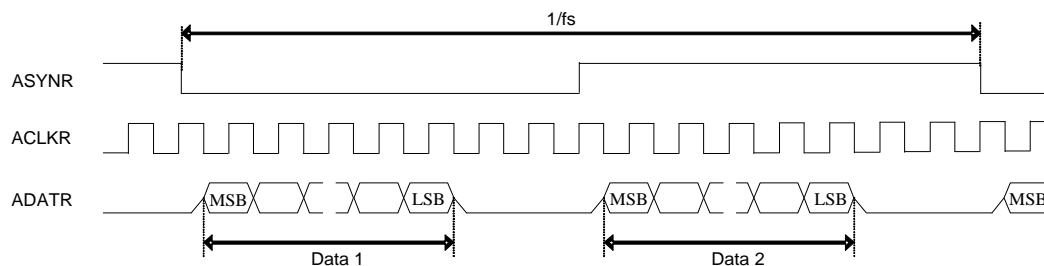 1/fs
ASYNR
ACLKR
ADATR
MSB LSB MSB LSB MSB
Data 1 Data 2